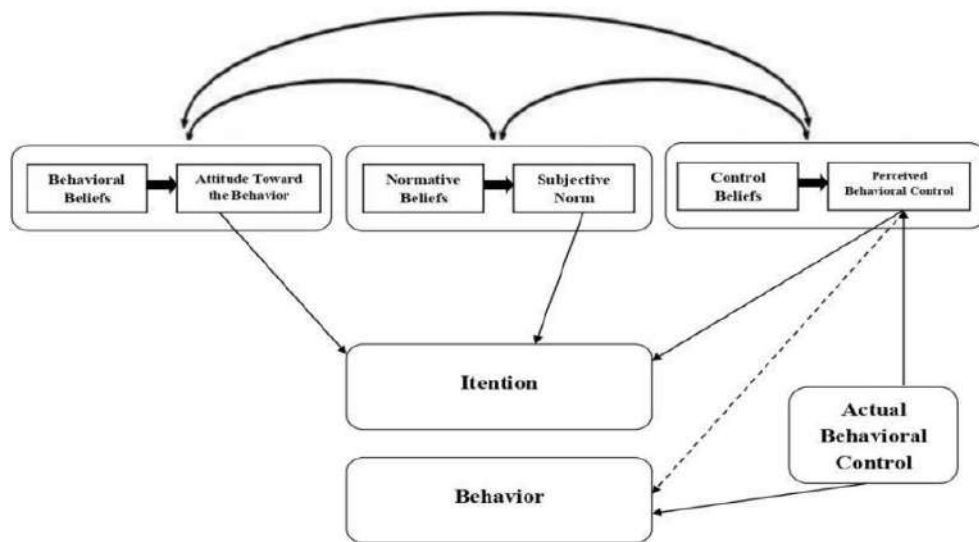 Behavioral
Beliefs
Attitude Toward
the Behavior
Normative
Beliefs
Subjective
Norm
Control
Beliefs
Perceived
Behavioral Control
Itention
Actual
Behavioral
Control
Behavior